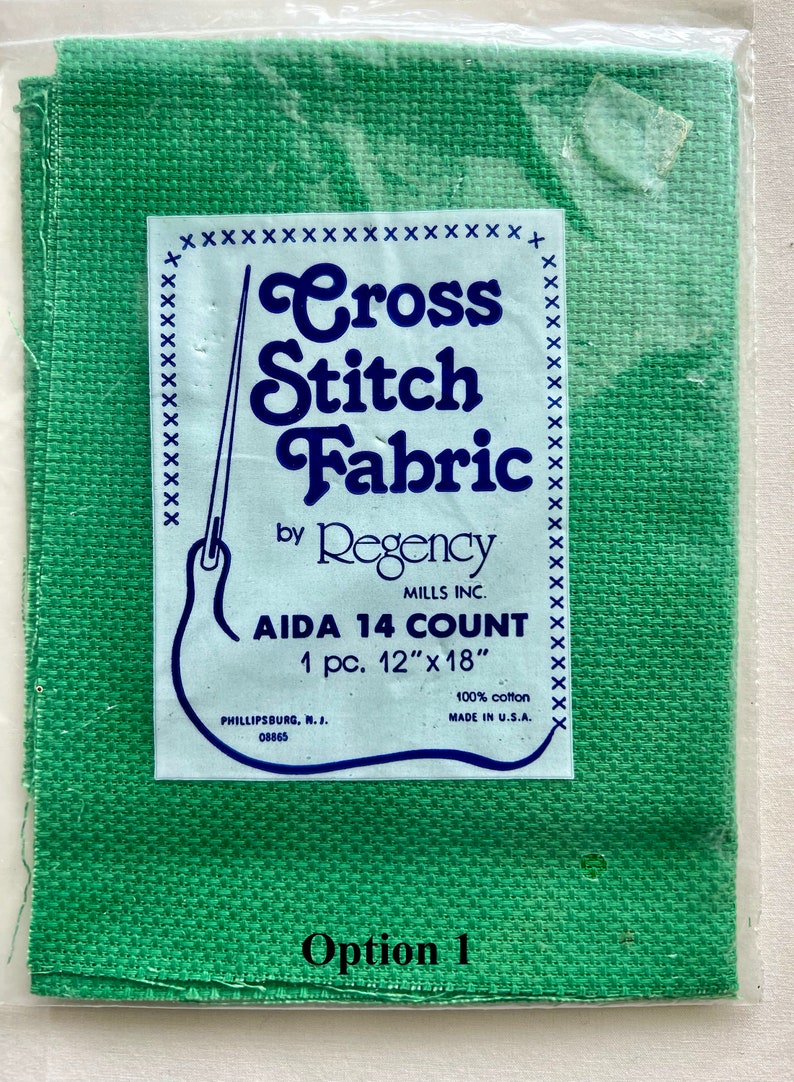 Cross
Stitch
Fabric
by Regency
MILLS INC.
AIDA 14 COUNT
1 pc. 12" x 18"
100% cotton
PHILLIPSBURG, N.J. MADE IN U.S.A.
08865
Option 1